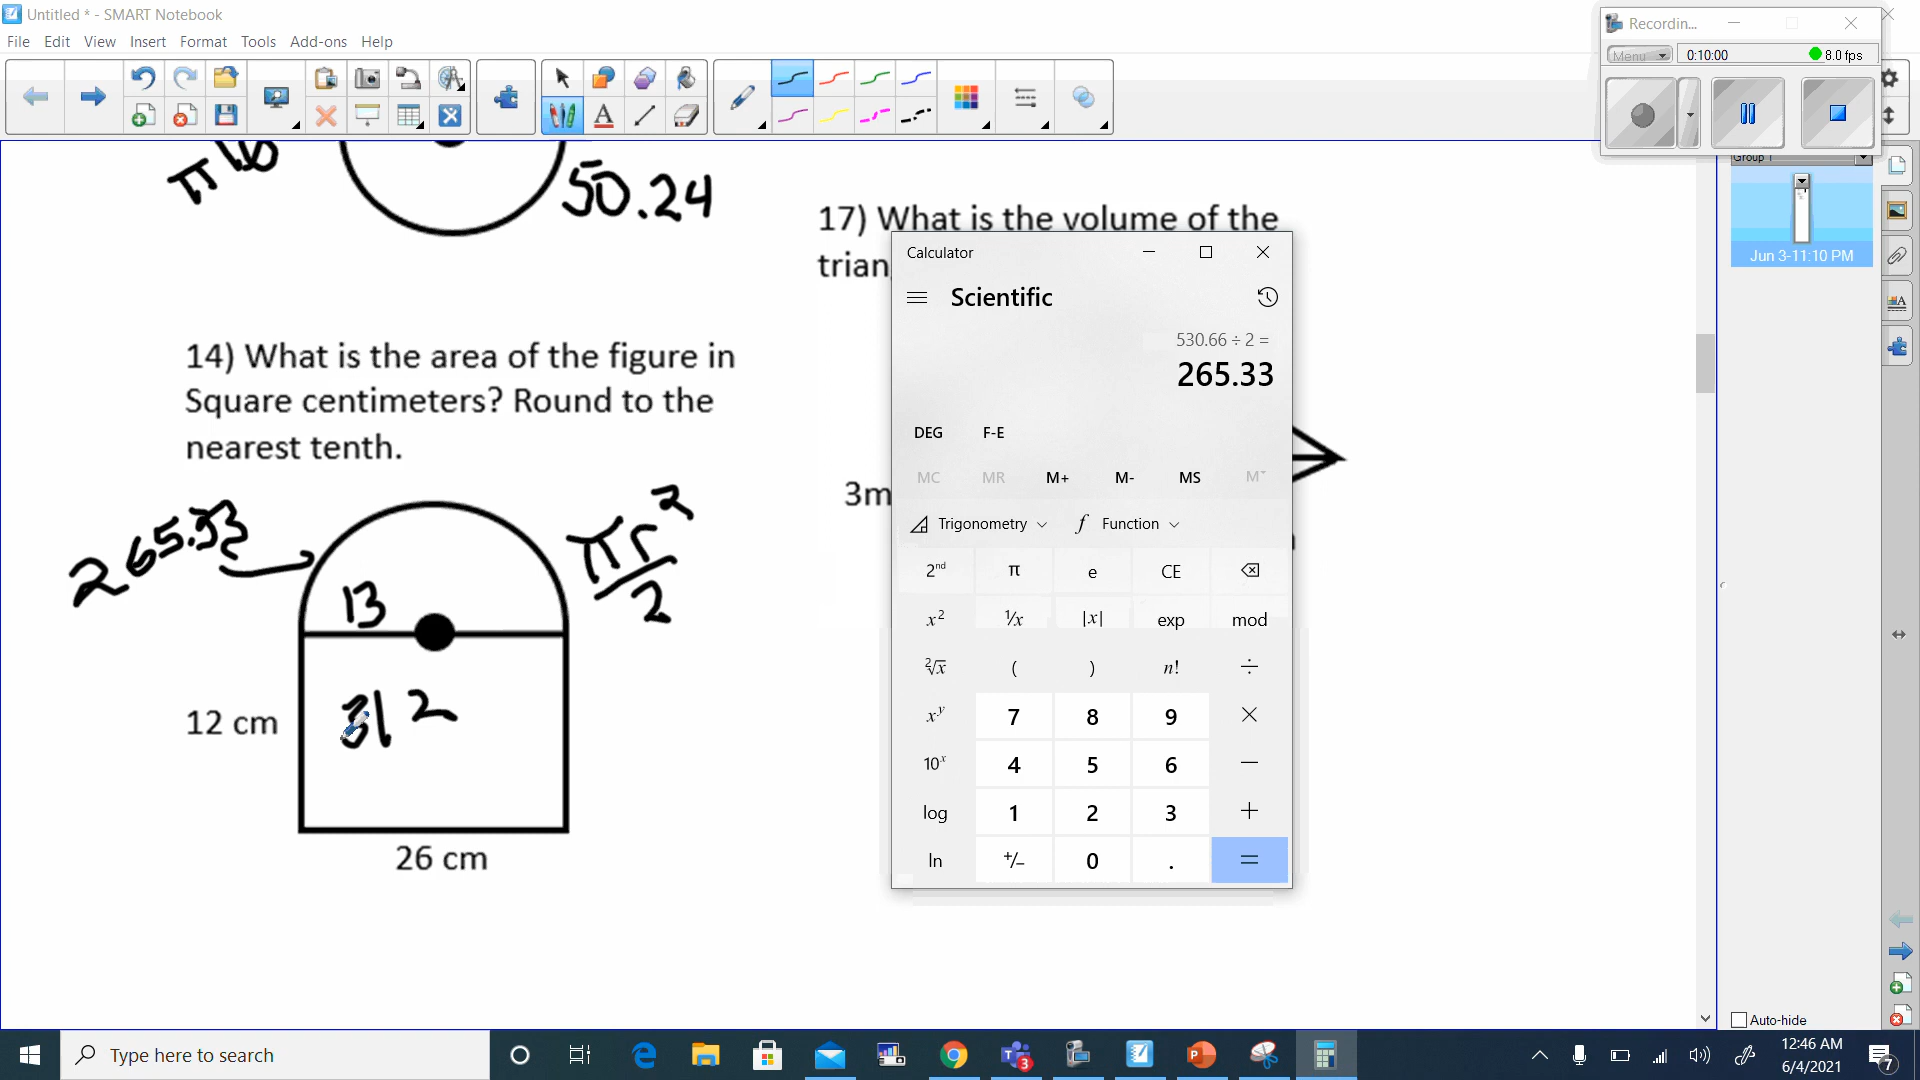 Untitled * - SMART Notebook
File Edit View Insert Format Tools Add-ons Help
Recordin...
Menu 0:10:00 8.0 fps
Group 1
Jun 3-11:10 PM
π 16
50.24
17) What is the volume of the
trian
3m
14) What is the area of the figure in
Square centimeters? Round to the
nearest tenth.
265.33
πr²
2
13
312
12 cm
26 cm
Calculator
Scientific
530.66 ÷ 2 =
265.33
DEG F-E
MC MR M+ M- MS M˅
Trigonometry f Function
2nd π e CE
x² ¹/x |x| exp mod
²√x ( ) n! ÷
xʸ 7 8 9 ×
10ˣ 4 5 6 −
log 1 2 3 +
ln +/− 0 . =
Auto-hide
Type here to search
3
12:46 AM
6/4/2021
7